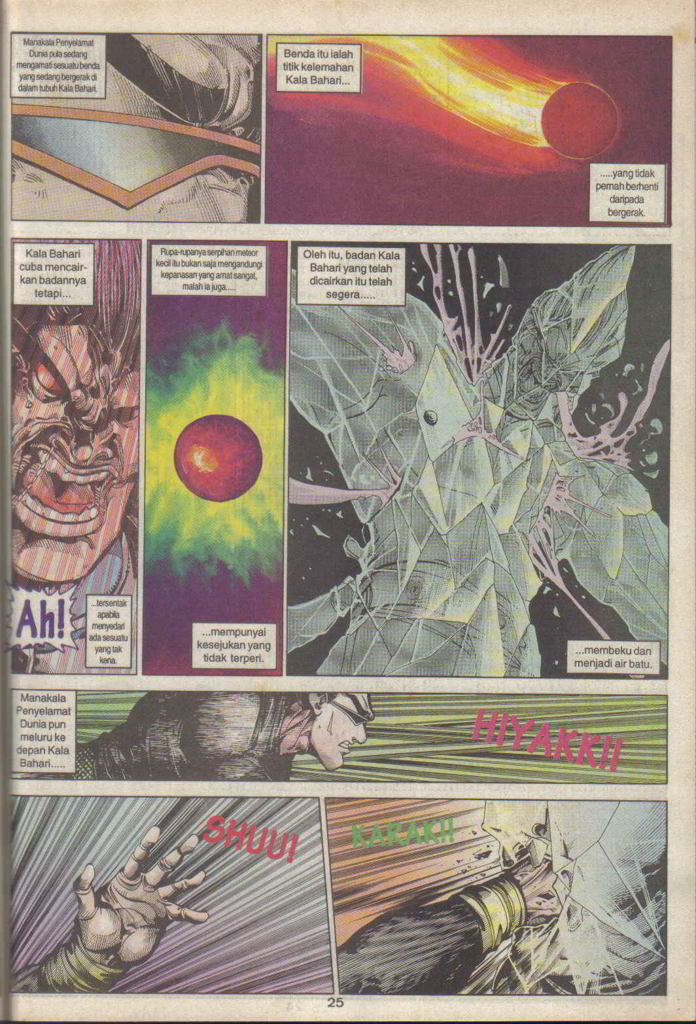 Manakala Penyelamat
Dunia pula sedang
mengamati sesuatu benda
yang sedang bergerak di
dalam tubuh Kala Bahari.
Benda itu ialah
titik kelemahan
Kala Bahari...
.....yang tidak
pernah berhenti
daripada
bergerak.
Kala Bahari
cuba mencair-
kan badannya
tetapi...
Ah!
...tersentak
apabila
menyedari
ada sesuatu
yang tak
kena.
Rupa-rupanya serpihan meteor
kecil itu bukan saja mengandungi
kepanasan yang amat sangat,
malah ia juga.....
...mempunyai
kesejukan yang
tidak terperi.
Oleh itu, badan Kala
Bahari yang telah
dicairkan itu telah
segera.....
...membeku dan
menjadi air batu.
Manakala
Penyelamat
Dunia pun
meluru ke
depan Kala
Bahari.....
HIYAKK!!
SHUU!
KARAK!!
25